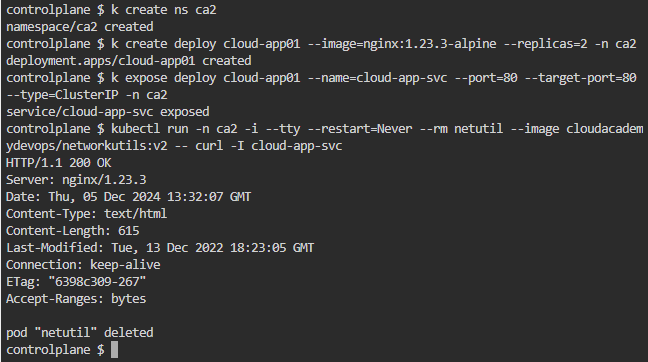 controlplane $ k create ns ca2
namespace/ca2 created
controlplane $ k create deploy cloud-app01 --image=nginx:1.23.3-alpine --replicas=2 -n ca2
deployment.apps/cloud-app01 created
controlplane $ k expose deploy cloud-app01 --name=cloud-app-svc --port=80 --target-port=80
--type=ClusterIP -n ca2
service/cloud-app-svc exposed
controlplane $ kubectl run -n ca2 -i --tty --restart=Never --rm netutil --image cloudacadem
ydevops/networkutils:v2 -- curl -I cloud-app-svc
HTTP/1.1 200 OK
Server: nginx/1.23.3
Date: Thu, 05 Dec 2024 13:32:07 GMT
Content-Type: text/html
Content-Length: 615
Last-Modified: Tue, 13 Dec 2022 18:23:05 GMT
Connection: keep-alive
ETag: "6398c309-267"
Accept-Ranges: bytes

pod "netutil" deleted
controlplane $